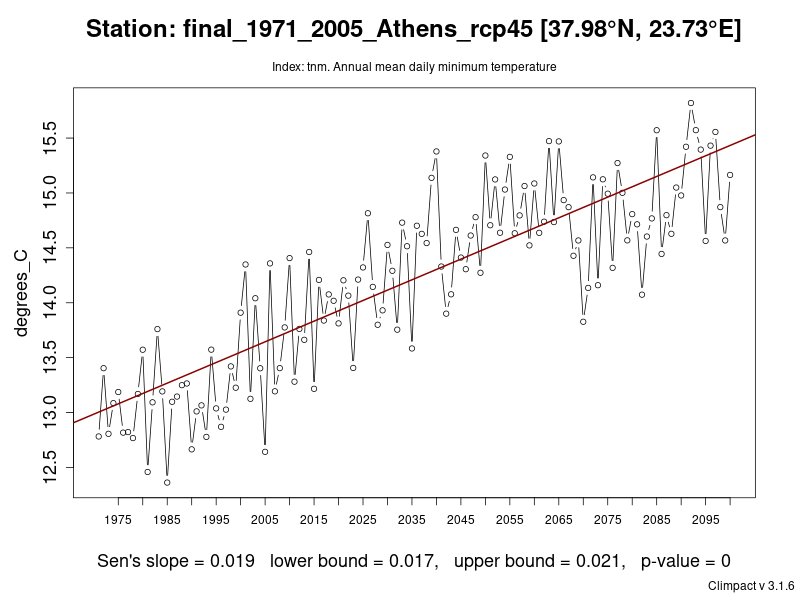 Station: final_1971_2005_Athens_rcp45 [37.98°N, 23.73°E]
Index: tnm. Annual mean daily minimum temperature
degrees_C
15.5
15.0
14.5
14.0
13.5
13.0
12.5
1975 1985 1995 2005 2015 2025 2035 2045 2055 2065 2075 2085 2095
Sen's slope = 0.019 lower bound = 0.017, upper bound = 0.021, p-value = 0
Climpact v 3.1.6